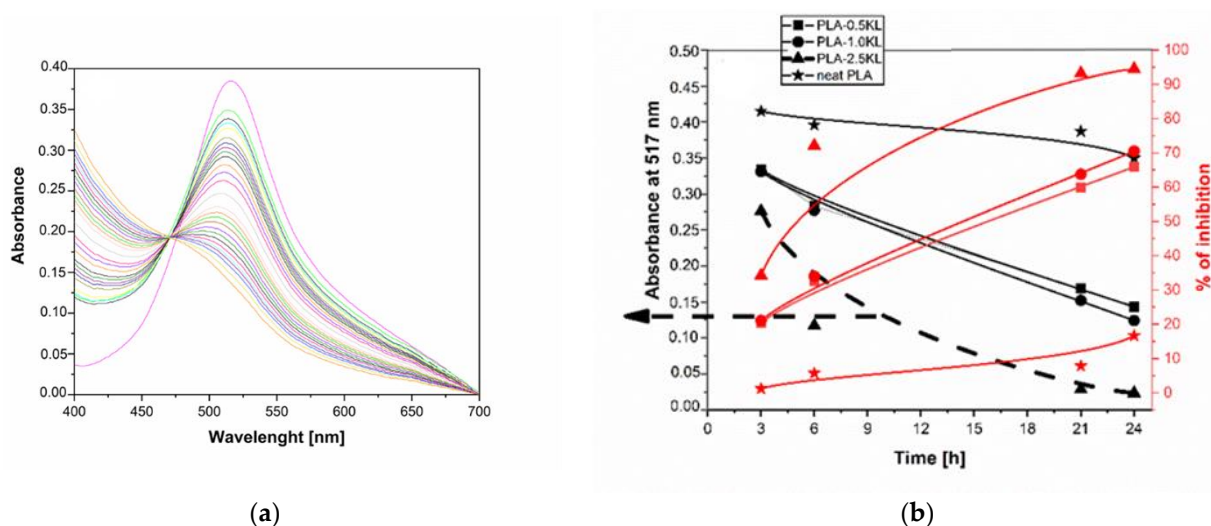 0.40
0.35
0.30
0.25
0.20
0.15
0.10
0.05
0.00
Absorbance
400 450 500 550 600 650 700
Wavelenght [nm]
(a)
PLA-0.5KL
PLA-1.0KL
PLA-2.5KL
neat PLA
0.50
0.45
0.40
0.35
0.30
0.25
0.20
0.15
0.10
0.05
0.00
Absorbance at 517 nm
100
90
80
70
60
50
40
30
20
10
0
% of inhibition
0 3 6 9 12 15 18 21 24
Time [h]
(b)